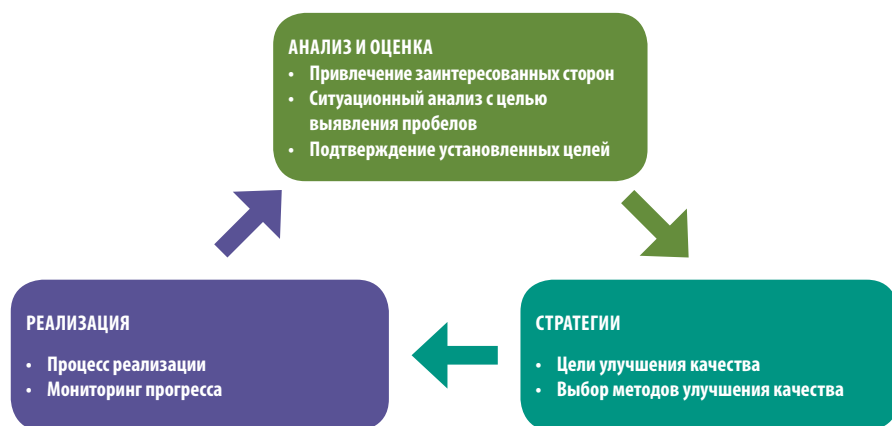 АНАЛИЗ И ОЦЕНКА
• Привлечение заинтересованных сторон
• Ситуационный анализ с целью
выявления пробелов
• Подтверждение установленных целей
РЕАЛИЗАЦИЯ
• Процесс реализации
• Мониторинг прогресса
СТРАТЕГИИ
• Цели улучшения качества
• Выбор методов улучшения качества